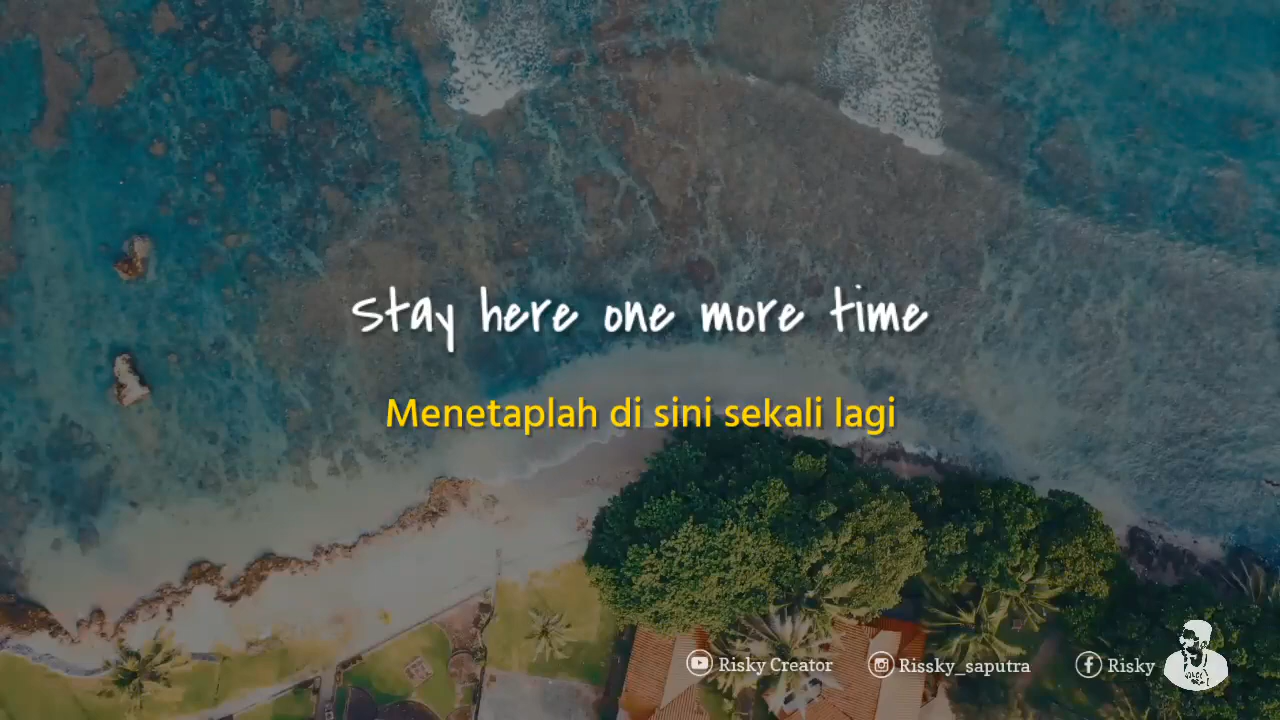 Stay here one more time
Menetaplah di sini sekali lagi
Risky Creator Rissky_saputra Risky